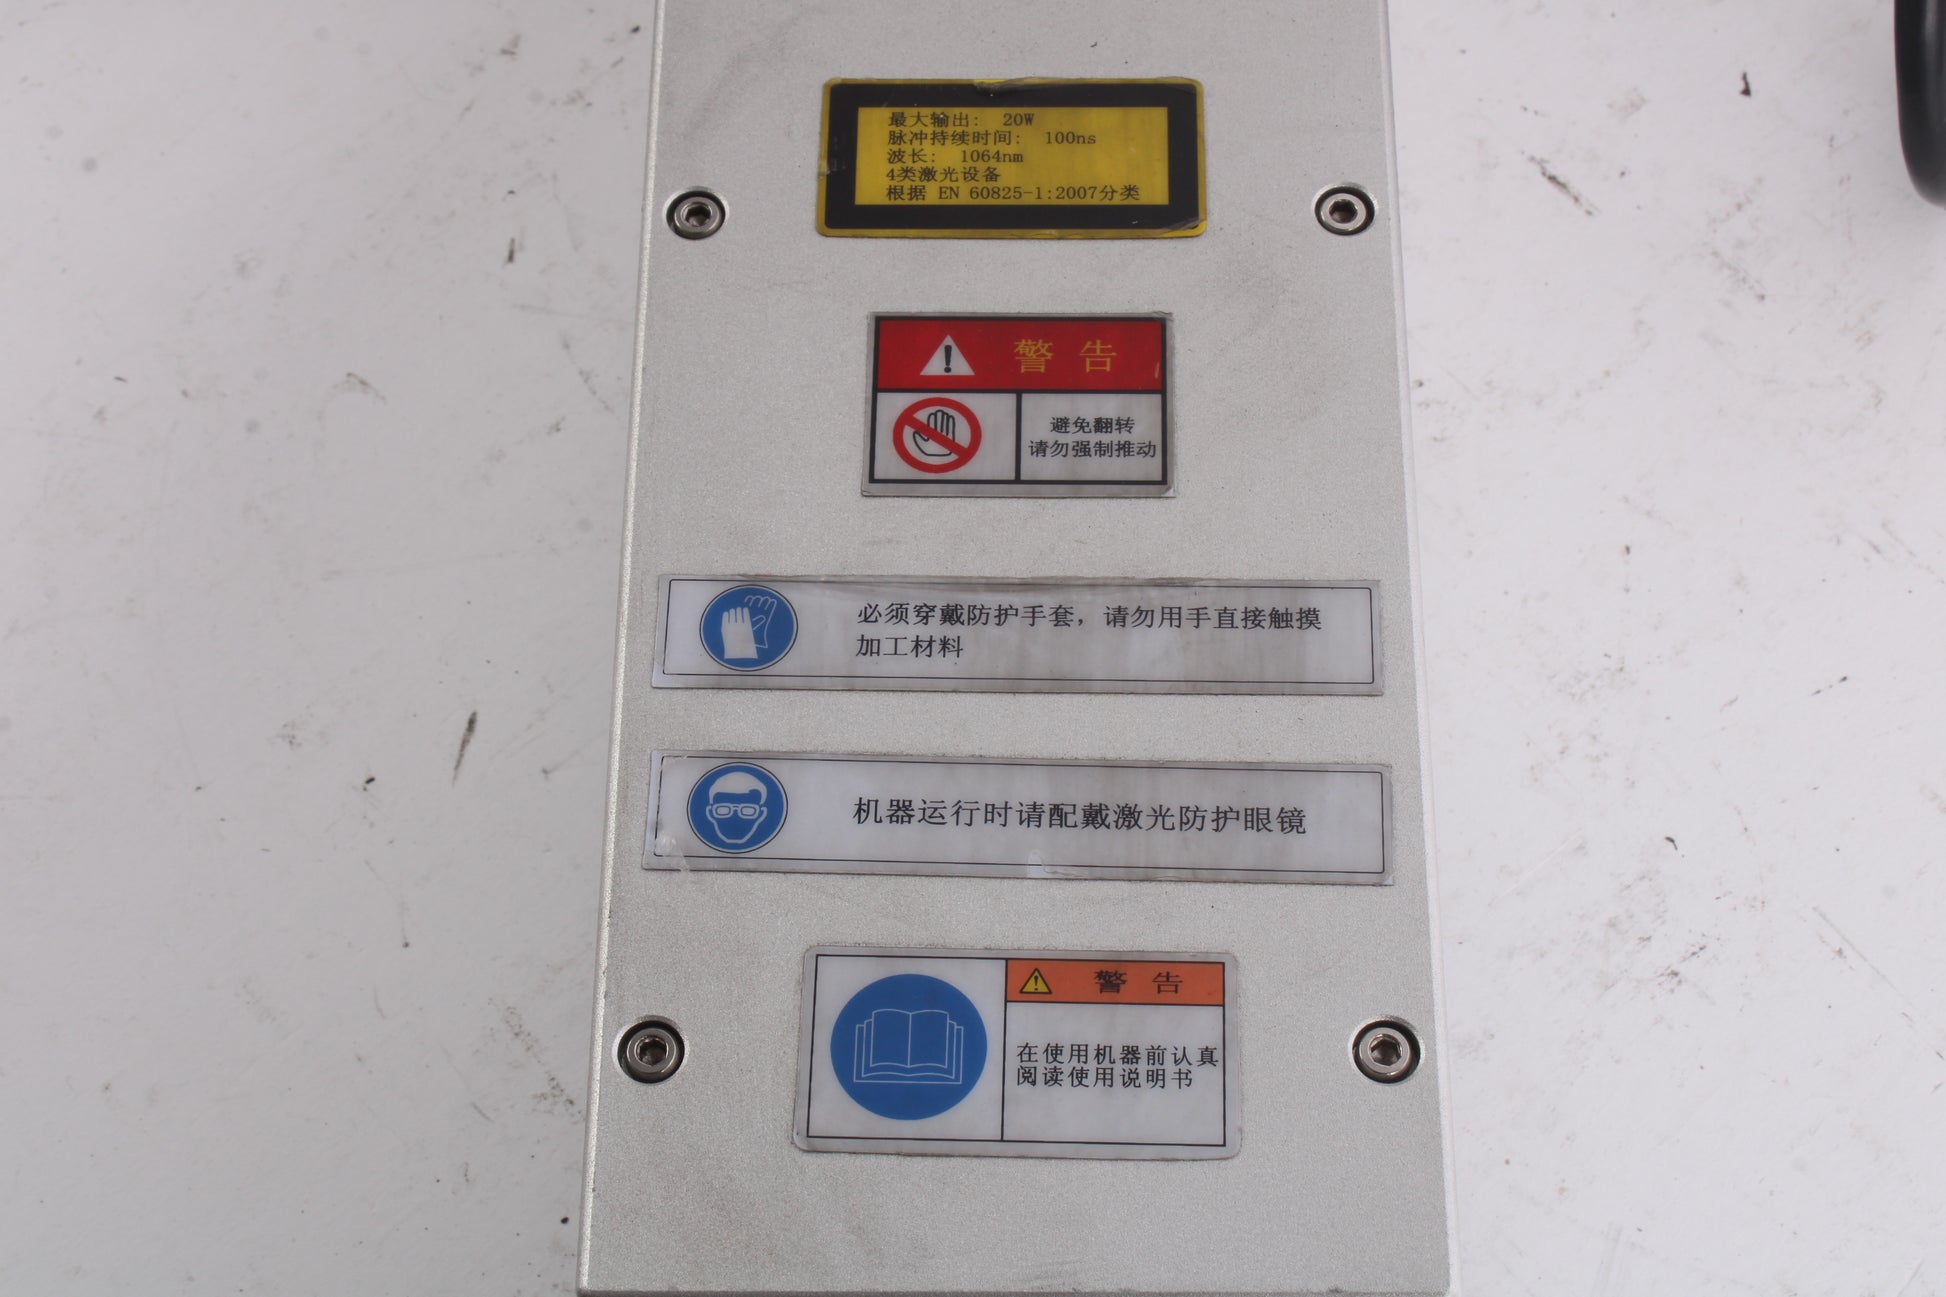 最大输出: 20W
脉冲持续时间: 100ns
波长: 1064nm
4类激光设备
根据 EN 60825-1:2007分类
警告
避免翻转
请勿强制推动
必须穿戴防护手套，请勿用手直接触摸
加工材料
机器运行时请配戴激光防护眼镜
警告
在使用机器前认真
阅读使用说明书